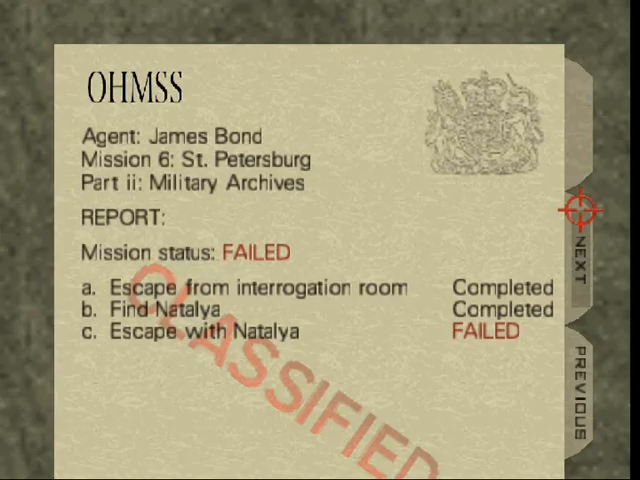 OHMSS
Agent: James Bond
Mission 6: St. Petersburg
Part ii: Military Archives
REPORT:
Mission status: FAILED
a. Escape from interrogation room Completed
b. Find Natalya Completed
c. Escape with Natalya FAILED
CLASSIFIED
NEXT
PREVIOUS